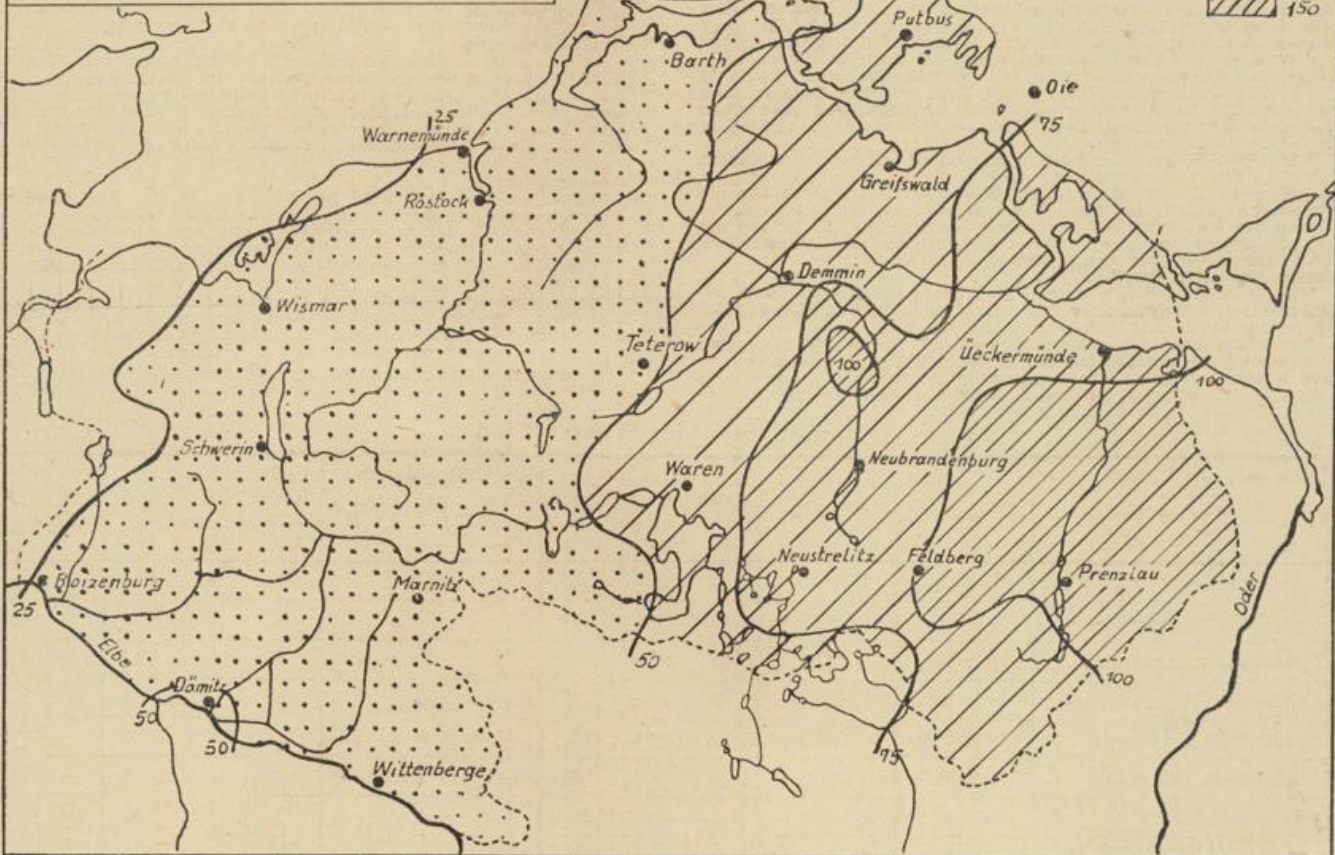 150
Putbus
Barth
Oie
25
75
Warnemünde
Greifswald
Rostock
Demmin
Wismar
Teterow
Üeckermünde
100
100
Schwerin
Neubrandenburg
Waren
Neustrelitz
Feldberg
Boizenburg
Marnitz
Prenzlau
25
Oder
Elbe
50
100
Dömitz
50
50
75
Wittenberge